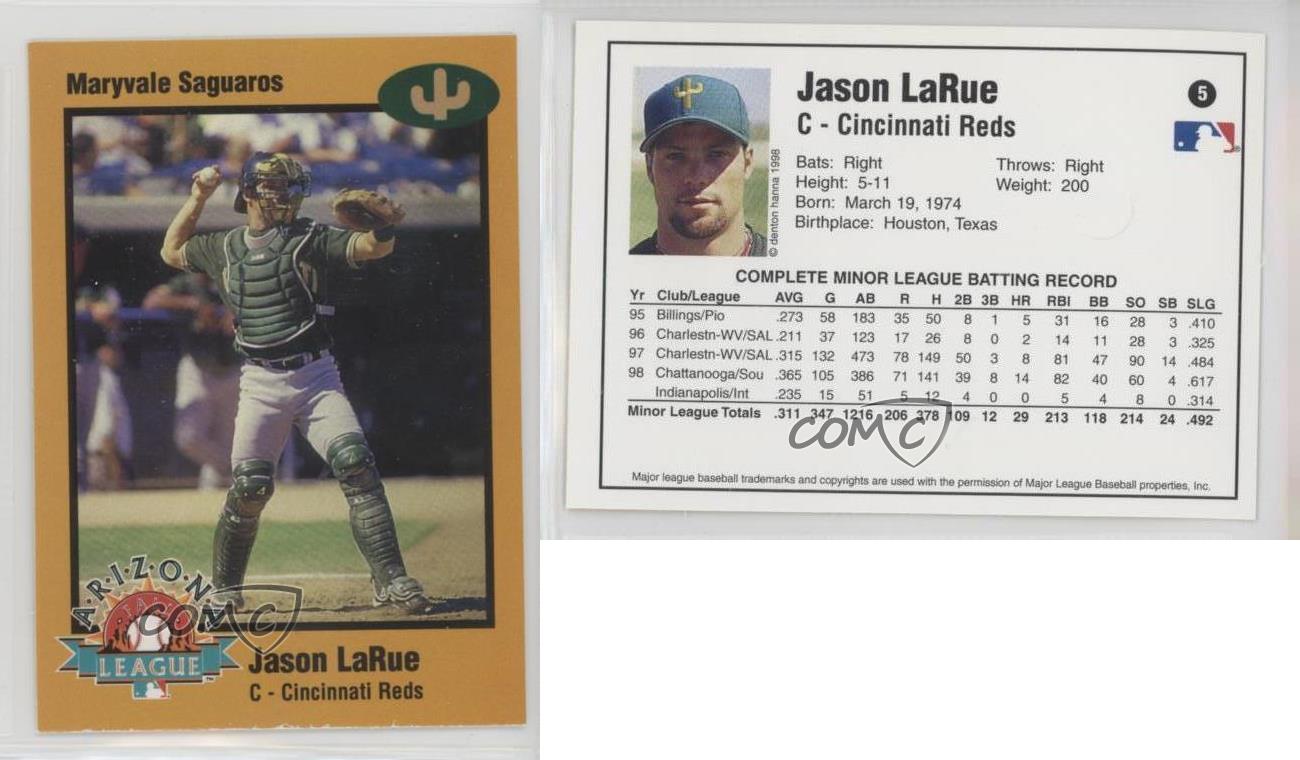 Maryvale Saguaros
ARIZONA
FALL
LEAGUE
TM
Jason LaRue
C - Cincinnati Reds
COMC
Jason LaRue
5
C - Cincinnati Reds
Bats: Right Throws: Right
Height: 5-11 Weight: 200
Born: March 19, 1974
Birthplace: Houston, Texas
© denton hanna 1998
COMPLETE MINOR LEAGUE BATTING RECORD
Yr Club/League AVG G AB R H 2B 3B HR RBI BB SO SB SLG
95 Billings/Pio .273 58 183 35 50 8 1 5 31 16 28 3 .410
96 Charlestn-WV/SAL .211 37 123 17 26 8 0 2 14 11 28 3 .325
97 Charlestn-WV/SAL .315 132 473 78 149 50 3 8 81 47 90 14 .484
98 Chattanooga/Sou .365 105 386 71 141 39 8 14 82 40 60 4 .617
Indianapolis/Int .235 15 51 5 12 4 0 0 5 4 8 0 .314
Minor League Totals .311 347 1216 206 378 109 12 29 213 118 214 24 .492
COMC
Major league baseball trademarks and copyrights are used with the permission of Major League Baseball properties, Inc.